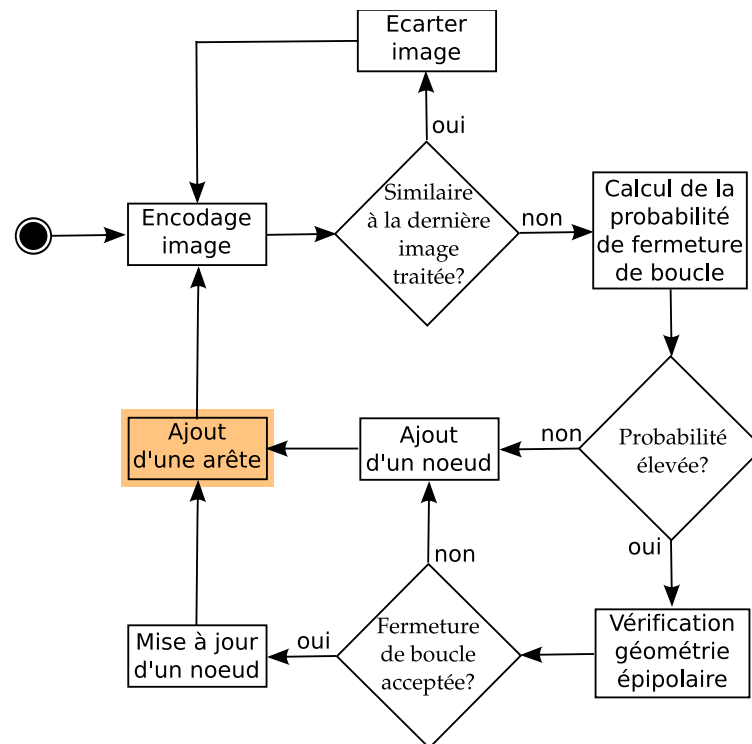 Ecarter
image
oui
Encodage
image
Similaire
à la dernière
image
traitée?
non
Calcul de la
probabilité
de fermeture
de boucle
Ajout
d'une arête
Ajout
d'un noeud
non
Probabilité
élevée?
oui
non
Mise à jour
d'un noeud
oui
Fermeture
de boucle
acceptée?
Vérification
géométrie
épipolaire